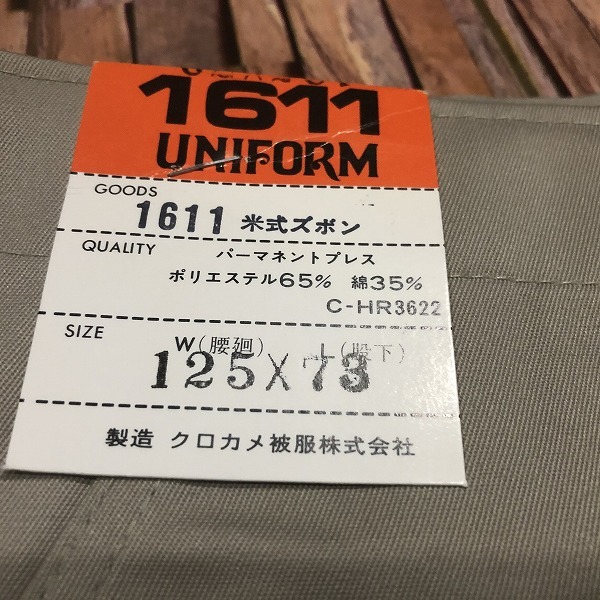 1611
UNIFORM
GOODS
1611 米式ズボン
QUALITY
パーマネントプレス
ポリエステル65% 綿35%
C-HR3622
SIZE
W(腰廻) L(股下)
125X73
製造 クロカメ被服株式会社